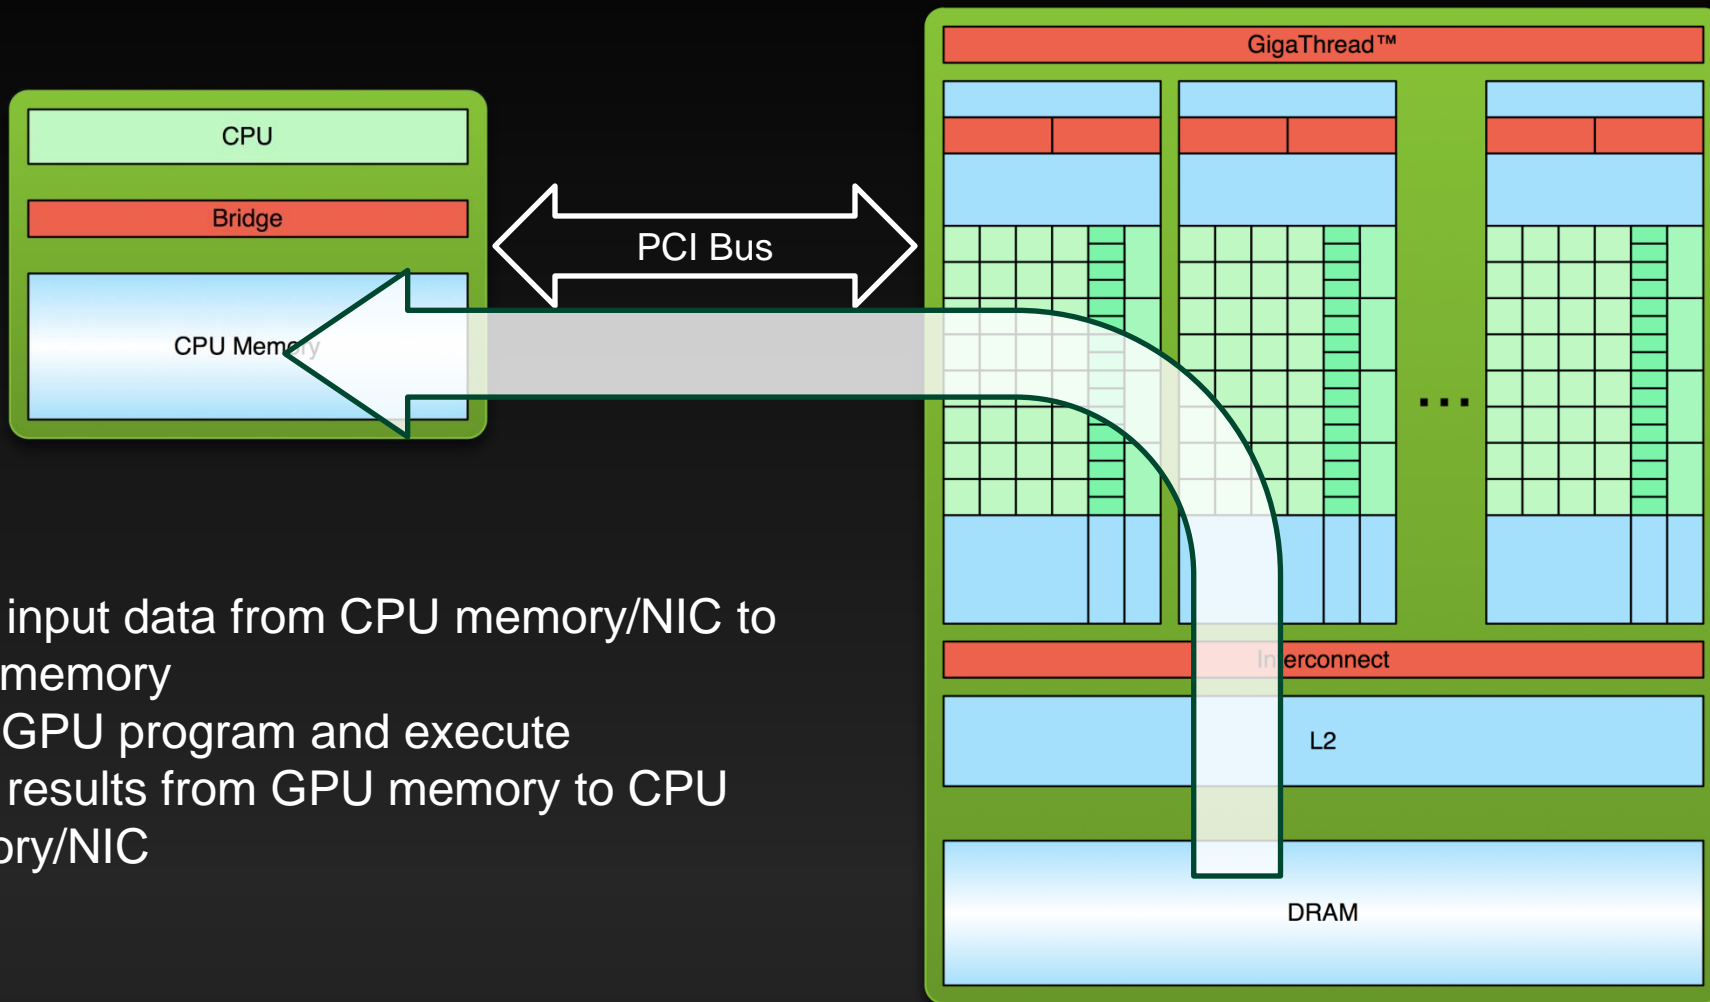 GigaThread™
CPU
Bridge
PCI Bus
CPU Memory
input data from CPU memory/NIC to
memory
GPU program and execute
results from GPU memory to CPU
ory/NIC
Interconnect
L2
...
DRAM